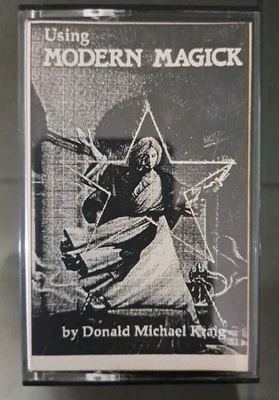 Using
MODERN MAGICK
by Donald Michael Kraig